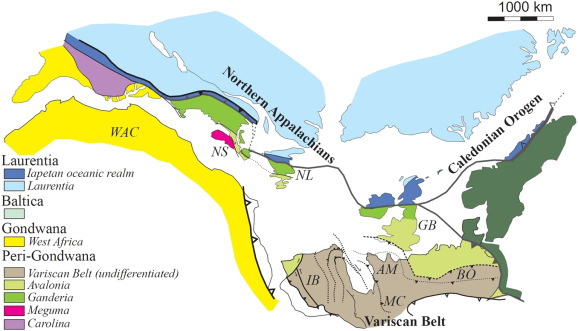 1000 km
Northern Appalachians
Caledonian Orogen
WAC
NS
NL
GB
IB
AM
MC
BO
Variscan Belt
Laurentia
Iapetan oceanic realm
Laurentia
Baltica
Gondwana
West Africa
Peri-Gondwana
Variscan Belt (undifferentiated)
Avalonia
Ganderia
Meguma
Carolina